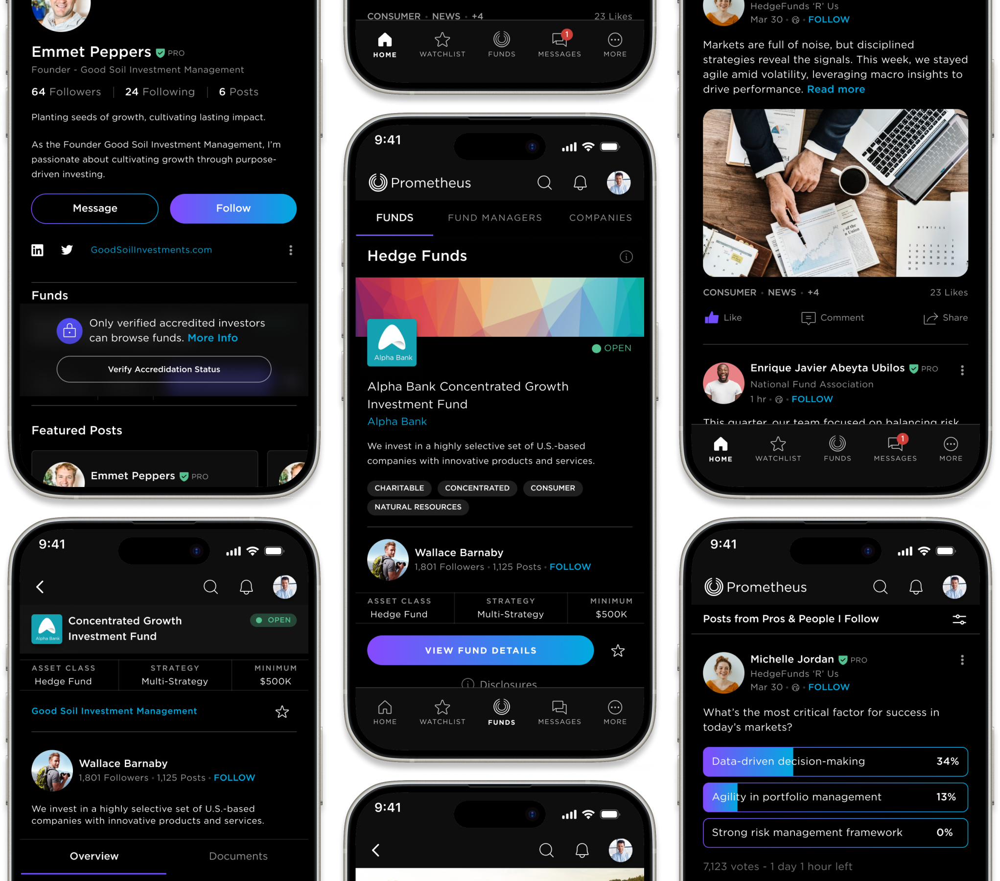 Emmet Peppers PRO
Founder - Good Soil Investment Management
64 Followers 24 Following 6 Posts
Planting seeds of growth, cultivating lasting impact.
As the Founder Good Soil Investment Management, I'm
passionate about cultivating growth through purpose-
driven investing.
Message Follow
in GoodSoilInvestments.com
Funds
Only verified accredited investors
can browse funds. More Info
Verify Accredidation Status
Featured Posts
Emmet Peppers PRO
9:41
Alpha Bank
Concentrated Growth
Investment Fund
OPEN
ASSET CLASS STRATEGY MINIMUM
Hedge Fund Multi-Strategy $500K
Good Soil Investment Management
Wallace Barnaby
1,801 Followers • 1,125 Posts • FOLLOW
We invest in a highly selective set of U.S.-based
companies with innovative products and services.
Overview Documents
CONSUMER • NEWS • +4 23 Likes
1
HOME WATCHLIST FUNDS MESSAGES MORE
9:41
Prometheus
FUNDS FUND MANAGERS COMPANIES
Hedge Funds
Alpha Bank
OPEN
Alpha Bank Concentrated Growth
Investment Fund
Alpha Bank
We invest in a highly selective set of U.S.-based
companies with innovative products and services.
CHARITABLE CONCENTRATED CONSUMER
NATURAL RESOURCES
Wallace Barnaby
1,801 Followers • 1,125 Posts • FOLLOW
ASSET CLASS STRATEGY MINIMUM
Hedge Fund Multi-Strategy $500K
VIEW FUND DETAILS
Disclosures
HOME WATCHLIST FUNDS MESSAGES MORE
9:41
HedgeFunds ‘R’ Us
Mar 30 • FOLLOW
Markets are full of noise, but disciplined
strategies reveal the signals. This week, we stayed
agile amid volatility, leveraging macro insights to
drive performance. Read more
CONSUMER • NEWS • +4 23 Likes
Like Comment Share
Enrique Javier Abeyta Ubilos PRO
National Fund Association
1 hr • FOLLOW
This quarter, our team focused on balancing risk
1
HOME WATCHLIST FUNDS MESSAGES MORE
9:41
Prometheus
Posts from Pros & People I Follow
Michelle Jordan PRO
HedgeFunds ‘R’ Us
Mar 30 • FOLLOW
What's the most critical factor for success in
today's markets?
Data-driven decision-making 34%
Agility in portfolio management 13%
Strong risk management framework 0%
7,123 votes - 1 day 1 hour left